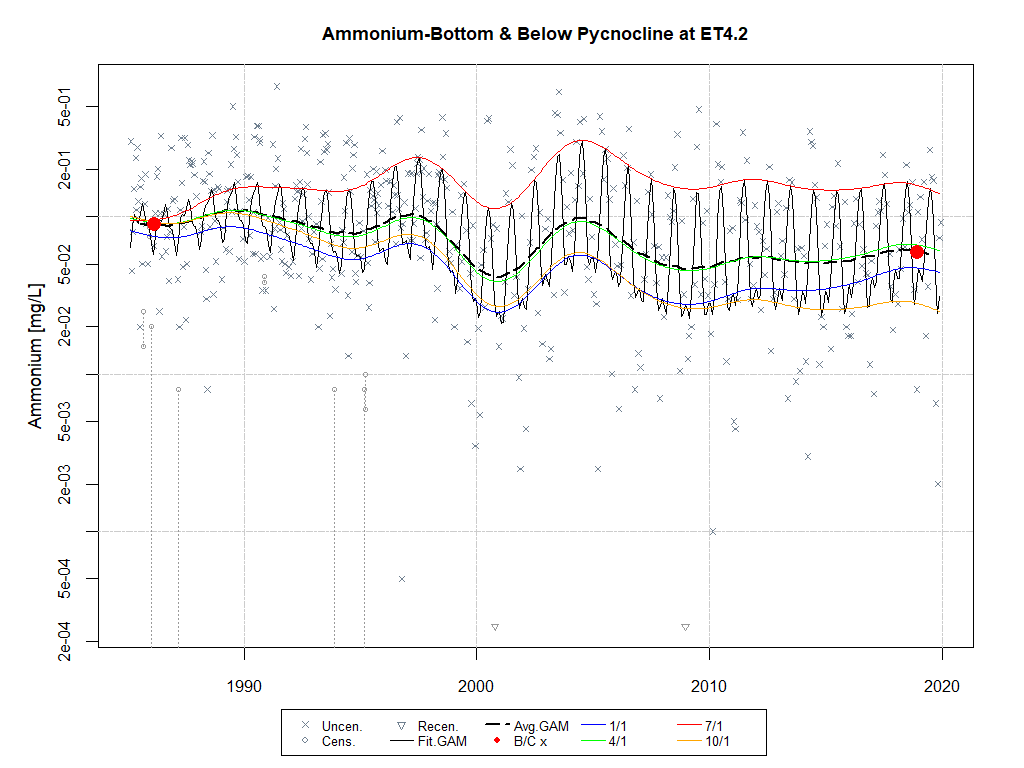 Ammonium-Bottom & Below Pycnocline at ET4.2
Ammonium [mg/L]
5e-01
2e-01
5e-02
2e-02
5e-03
2e-03
5e-04
2e-04
1990 2000 2010 2020
Uncen. Recen. Avg.GAM 1/1 7/1
Cens. Fit.GAM B/C x 4/1 10/1